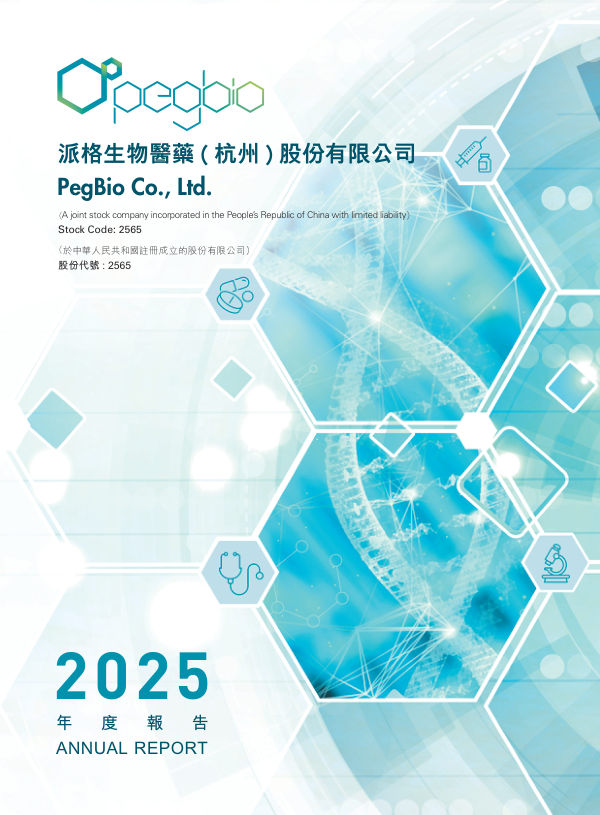 pegbio
派格生物醫藥(杭州)股份有限公司
PegBio Co., Ltd.
(A joint stock company incorporated in the People's Republic of China with limited liability)
Stock Code: 2565
(於中華人民共和國註冊成立的股份有限公司)
股份代號 : 2565
2025
年度報告
ANNUAL REPORT